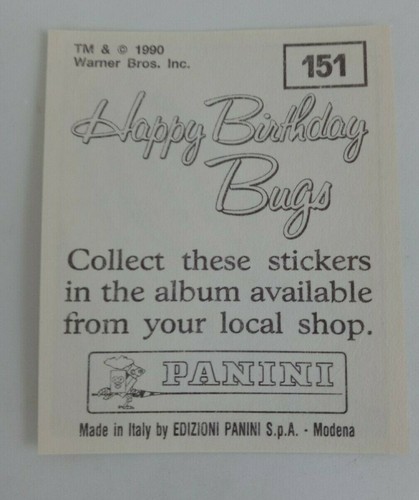 TM & © 1990
Warner Bros. Inc.
151
Happy Birthday
Bugs
Collect these stickers
in the album available
from your local shop.
PANINI
Made in Italy by EDIZIONI PANINI S.p.A. - Modena